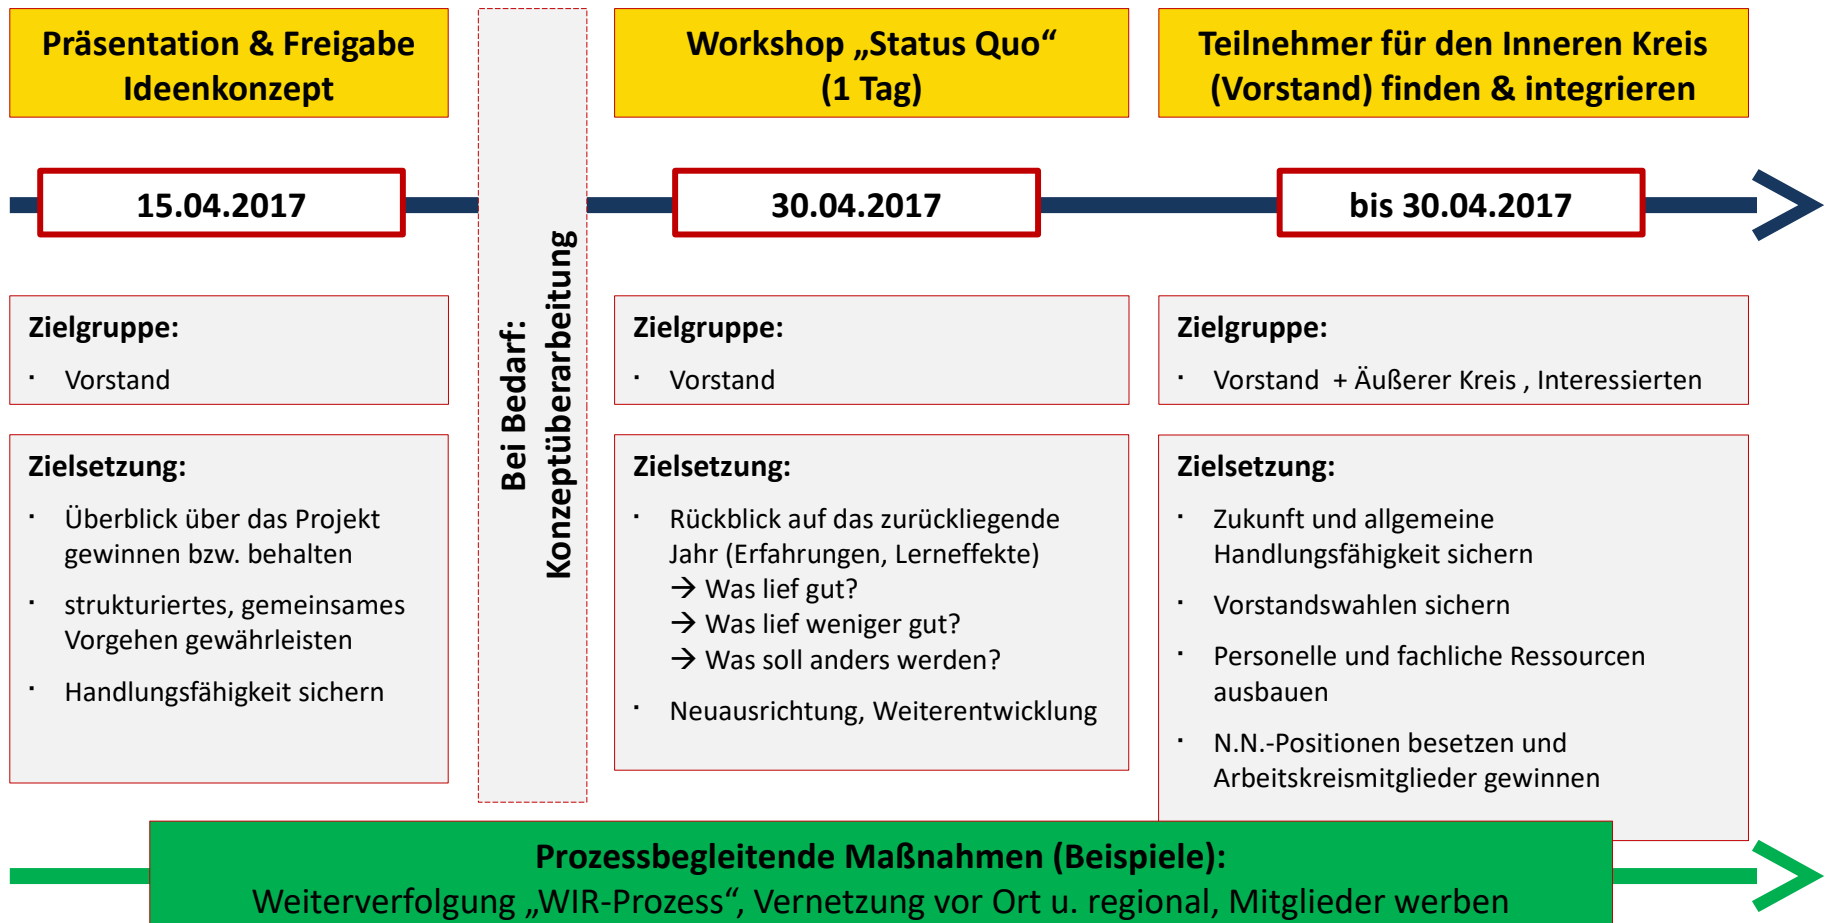 Präsentation & Freigabe
Ideenkonzept
15.04.2017
Zielgruppe:
· Vorstand
Zielsetzung:
· Überblick über das Projekt
gewinnen bzw. behalten
· strukturiertes, gemeinsames
Vorgehen gewährleisten
· Handlungsfähigkeit sichern
Bei Bedarf:
Konzeptüberarbeitung
Workshop „Status Quo“
(1 Tag)
30.04.2017
Zielgruppe:
· Vorstand
Zielsetzung:
· Rückblick auf das zurückliegende
Jahr (Erfahrungen, Lerneffekte)
→ Was lief gut?
→ Was lief weniger gut?
→ Was soll anders werden?
· Neuausrichtung, Weiterentwicklung
Teilnehmer für den Inneren Kreis
(Vorstand) finden & integrieren
bis 30.04.2017
Zielgruppe:
· Vorstand + Äußerer Kreis , Interessierten
Zielsetzung:
· Zukunft und allgemeine
Handlungsfähigkeit sichern
· Vorstandswahlen sichern
· Personelle und fachliche Ressourcen
ausbauen
· N.N.-Positionen besetzen und
Arbeitskreismitglieder gewinnen
Prozessbegleitende Maßnahmen (Beispiele):
Weiterverfolgung „WIR-Prozess“, Vernetzung vor Ort u. regional, Mitglieder werben